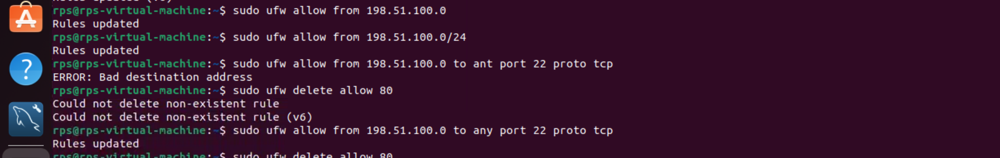 rps@rps-virtual-machine:~$ sudo ufw allow from 198.51.100.0
Rules updated
rps@rps-virtual-machine:~$ sudo ufw allow from 198.51.100.0/24
Rules updated
rps@rps-virtual-machine:~$ sudo ufw allow from 198.51.100.0 to ant port 22 proto tcp
ERROR: Bad destination address
rps@rps-virtual-machine:~$ sudo ufw delete allow 80
Could not delete non-existent rule
Could not delete non-existent rule (v6)
rps@rps-virtual-machine:~$ sudo ufw allow from 198.51.100.0 to any port 22 proto tcp
Rules updated
rps@rps-virtual-machine:~$ sudo ufw delete allow 80